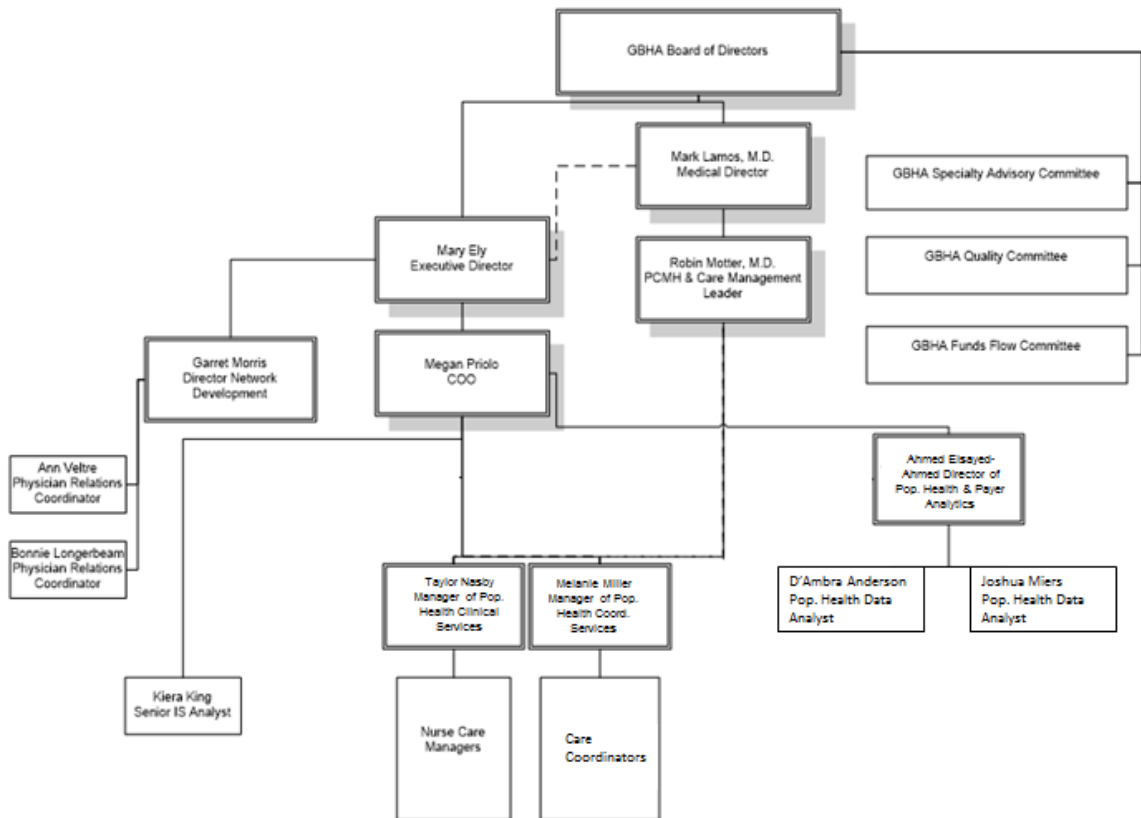 GBHA Board of Directors
Mark Lamos, M.D.
Medical Director
GBHA Specialty Advisory Committee
Mary Ely
Executive Director
Robin Motter, M.D.
PCMH & Care Management
Leader
GBHA Quality Committee
Garret Morris
Director Network
Development
Megan Priolo
COO
GBHA Funds Flow Committee
Ann Veltre
Physician Relations
Coordinator
Ahmed Elsayed-
Ahmed Director of
Pop. Health & Payer
Analytics
Bonnie Longerbeam
Physician Relations
Coordinator
Taylor Nasby
Manager of Pop.
Health Clinical
Services
Melanie Miller
Manager of Pop.
Health Coord.
Services
D'Ambra Anderson
Pop. Health Data
Analyst
Joshua Miers
Pop. Health Data
Analyst
Kiera King
Senior IS Analyst
Nurse Care
Managers
Care
Coordinators